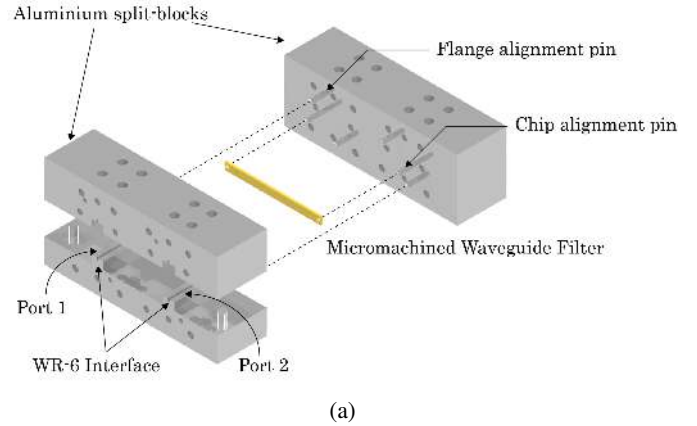 Aluminium split-blocks
Flange alignment pin
Chip alignment pin
Micromachined Waveguide Filter
Port 1
WR-6 Interface
Port 2
(a)